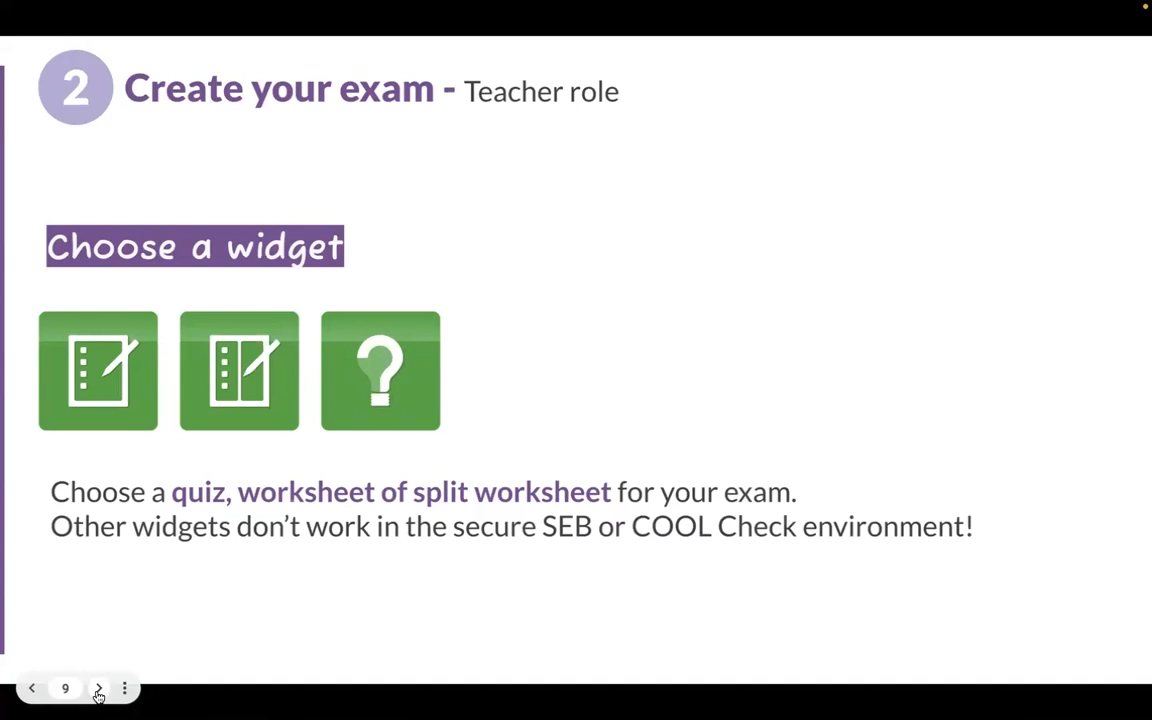 2
Create your exam - Teacher role
Choose a widget
?
Choose a quiz, worksheet of split worksheet for your exam.
Other widgets don’t work in the secure SEB or COOL Check environment!
9